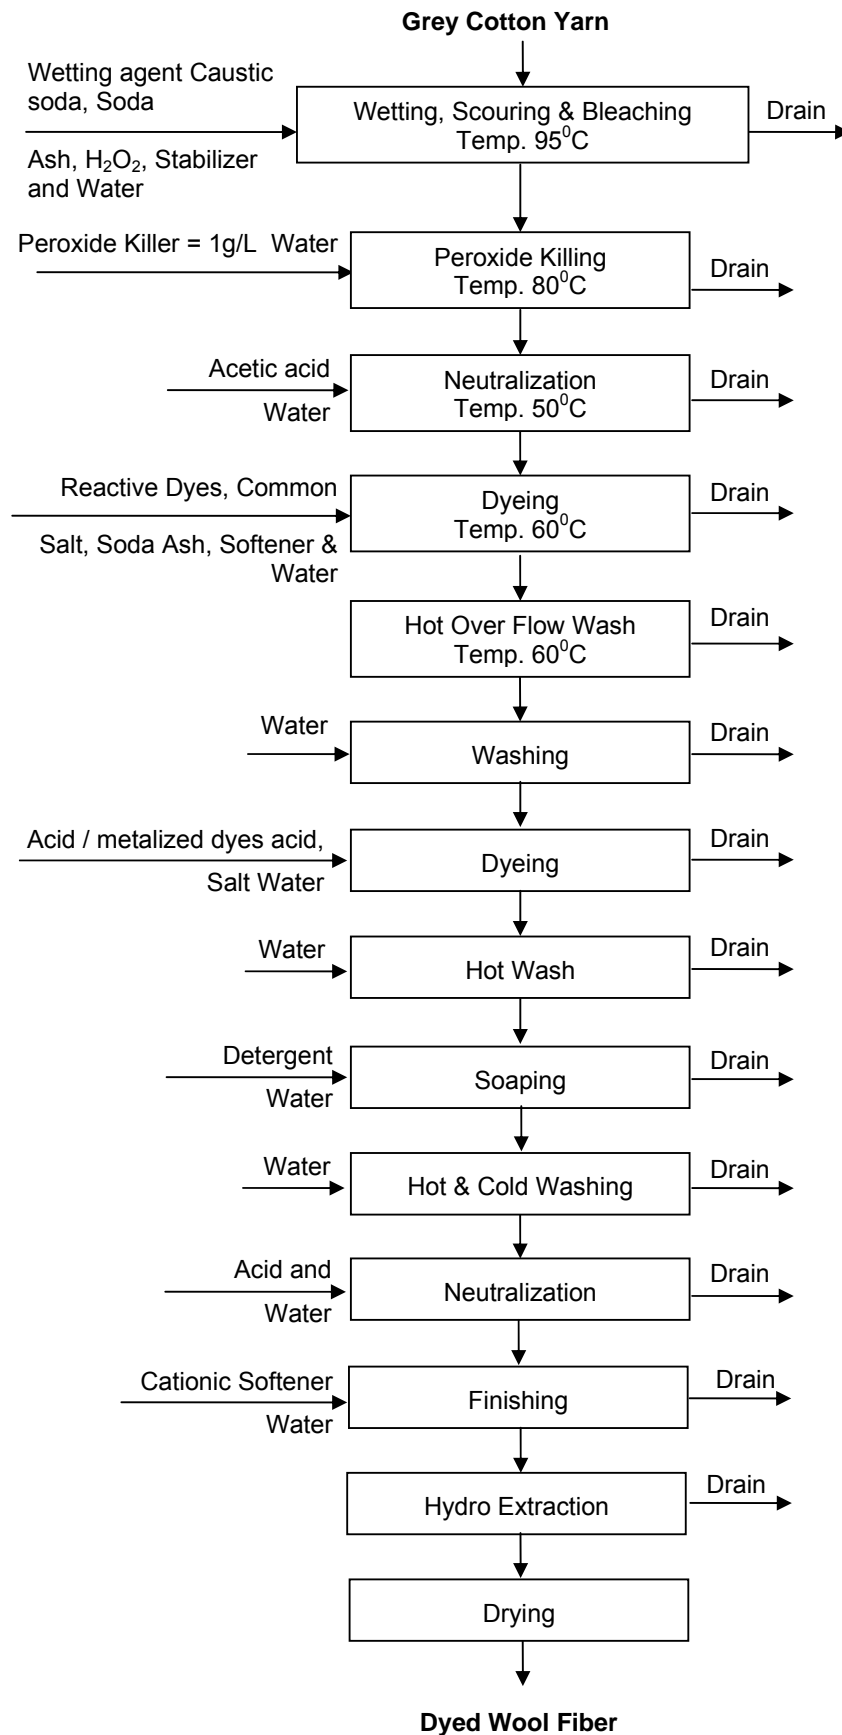 Grey Cotton Yarn
Wetting agent Caustic
soda, Soda
Ash, H₂O₂, Stabilizer
and Water
Wetting, Scouring & Bleaching
Temp. 95⁰C
Drain
Peroxide Killer = 1g/L  Water
Peroxide Killing
Temp. 80⁰C
Drain
Acetic acid
Water
Neutralization
Temp. 50⁰C
Drain
Reactive Dyes, Common
Salt, Soda Ash, Softener &
Water
Dyeing
Temp. 60⁰C
Drain
Hot Over Flow Wash
Temp. 60⁰C
Drain
Water
Washing
Drain
Acid / metalized dyes acid,
Salt Water
Dyeing
Drain
Water
Hot Wash
Drain
Detergent
Water
Soaping
Drain
Water
Hot & Cold Washing
Drain
Acid and
Water
Neutralization
Drain
Cationic Softener
Water
Finishing
Drain
Hydro Extraction
Drain
Drying
Dyed Wool Fiber